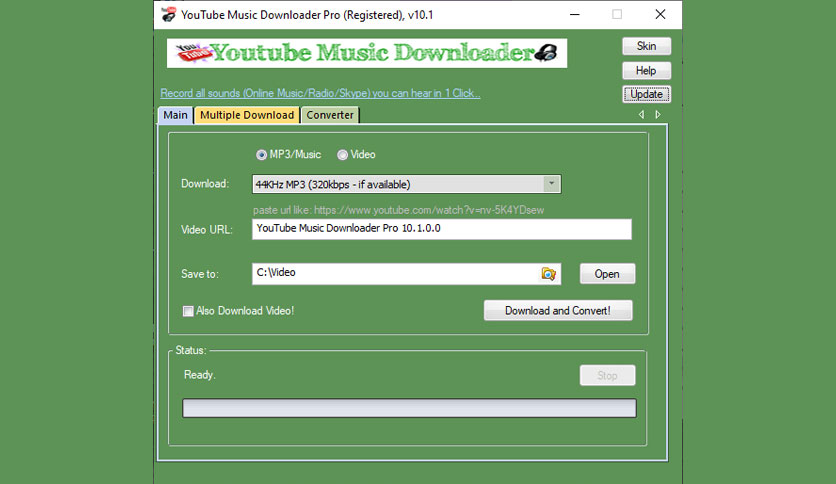 YouTube Music Downloader Pro (Registered), v10.1
You Tube Youtube Music Downloader
Skin
Help
Record all sounds (Online Music/Radio/Skype) you can hear in 1 Click..
Update
Main Multiple Download Converter
MP3/Music Video
Download: 44KHz MP3 (320kbps - if available)
paste url like: https://www.youtube.com/watch?v=nv-5K4YDsew
Video URL: YouTube Music Downloader Pro 10.1.0.0
Save to: C:\Video Open
Also Download Video! Download and Convert!
Status:
Ready. Stop